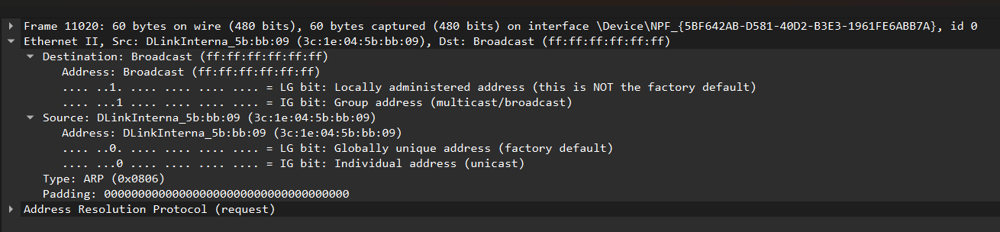 Frame 11020: 60 bytes on wire (480 bits), 60 bytes captured (480 bits) on interface \Device\NPF_{5BF642AB-D581-40D2-B3E3-1961FE6ABB7A}, id 0
Ethernet II, Src: DLinkInterna_5b:bb:09 (3c:1e:04:5b:bb:09), Dst: Broadcast (ff:ff:ff:ff:ff:ff)
Destination: Broadcast (ff:ff:ff:ff:ff:ff)
Address: Broadcast (ff:ff:ff:ff:ff:ff)
.... ..1. .... .... .... .... = LG bit: Locally administered address (this is NOT the factory default)
.... ...1 .... .... .... .... = IG bit: Group address (multicast/broadcast)
Source: DLinkInterna_5b:bb:09 (3c:1e:04:5b:bb:09)
Address: DLinkInterna_5b:bb:09 (3c:1e:04:5b:bb:09)
.... ..0. .... .... .... .... = LG bit: Globally unique address (factory default)
.... ...0 .... .... .... .... = IG bit: Individual address (unicast)
Type: ARP (0x0806)
Padding: 000000000000000000000000000000000000
Address Resolution Protocol (request)